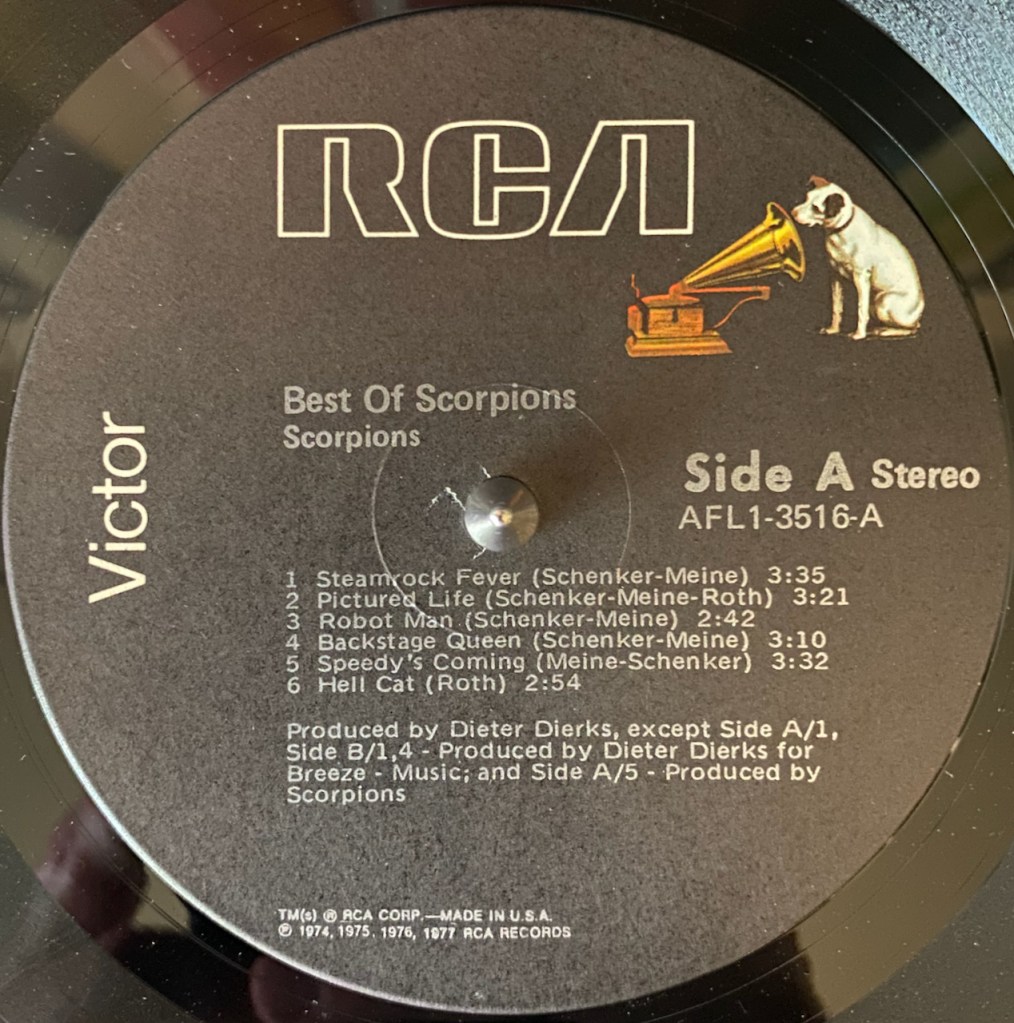 RCA
Victor
Best Of Scorpions
Scorpions
Side A Stereo
AFL1-3516-A
1 Steamrock Fever (Schenker-Meine) 3:35
2 Pictured Life (Schenker-Meine-Roth) 3:21
3 Robot Man (Schenker-Meine) 2:42
4 Backstage Queen (Schenker-Meine) 3:10
5 Speedy's Coming (Meine-Schenker) 3:32
6 Hell Cat (Roth) 2:54
Produced by Dieter Dierks, except Side A/1,
Side B/1,4 - Produced by Dieter Dierks for
Breeze - Music; and Side A/5 - Produced by
Scorpions
TM(s) ® RCA CORP.—MADE IN U.S.A.
℗ 1974, 1975. 1976, 1977 RCA RECORDS